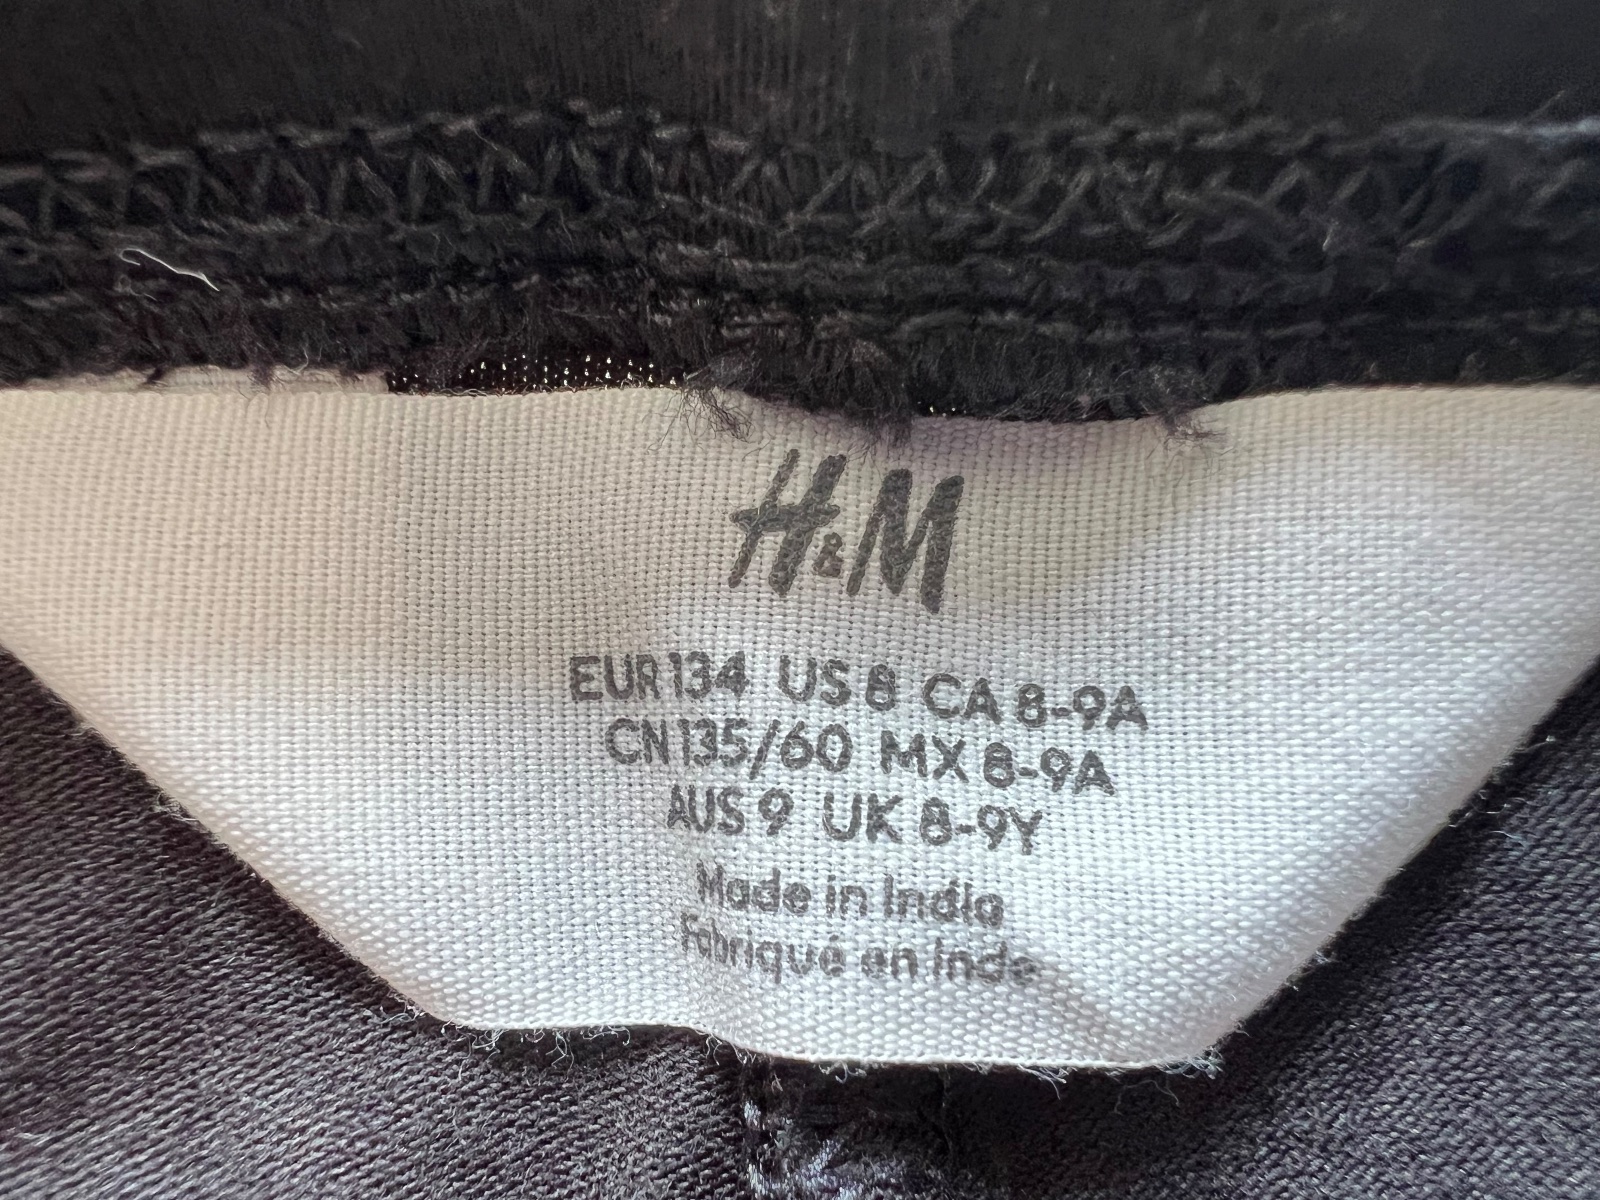 H&M
EUR 134 US 8 CA 8-9A
CN 135/60 MX 8-9A
AUS 9 UK 8-9Y
Made in India
Fabriqué en Inde